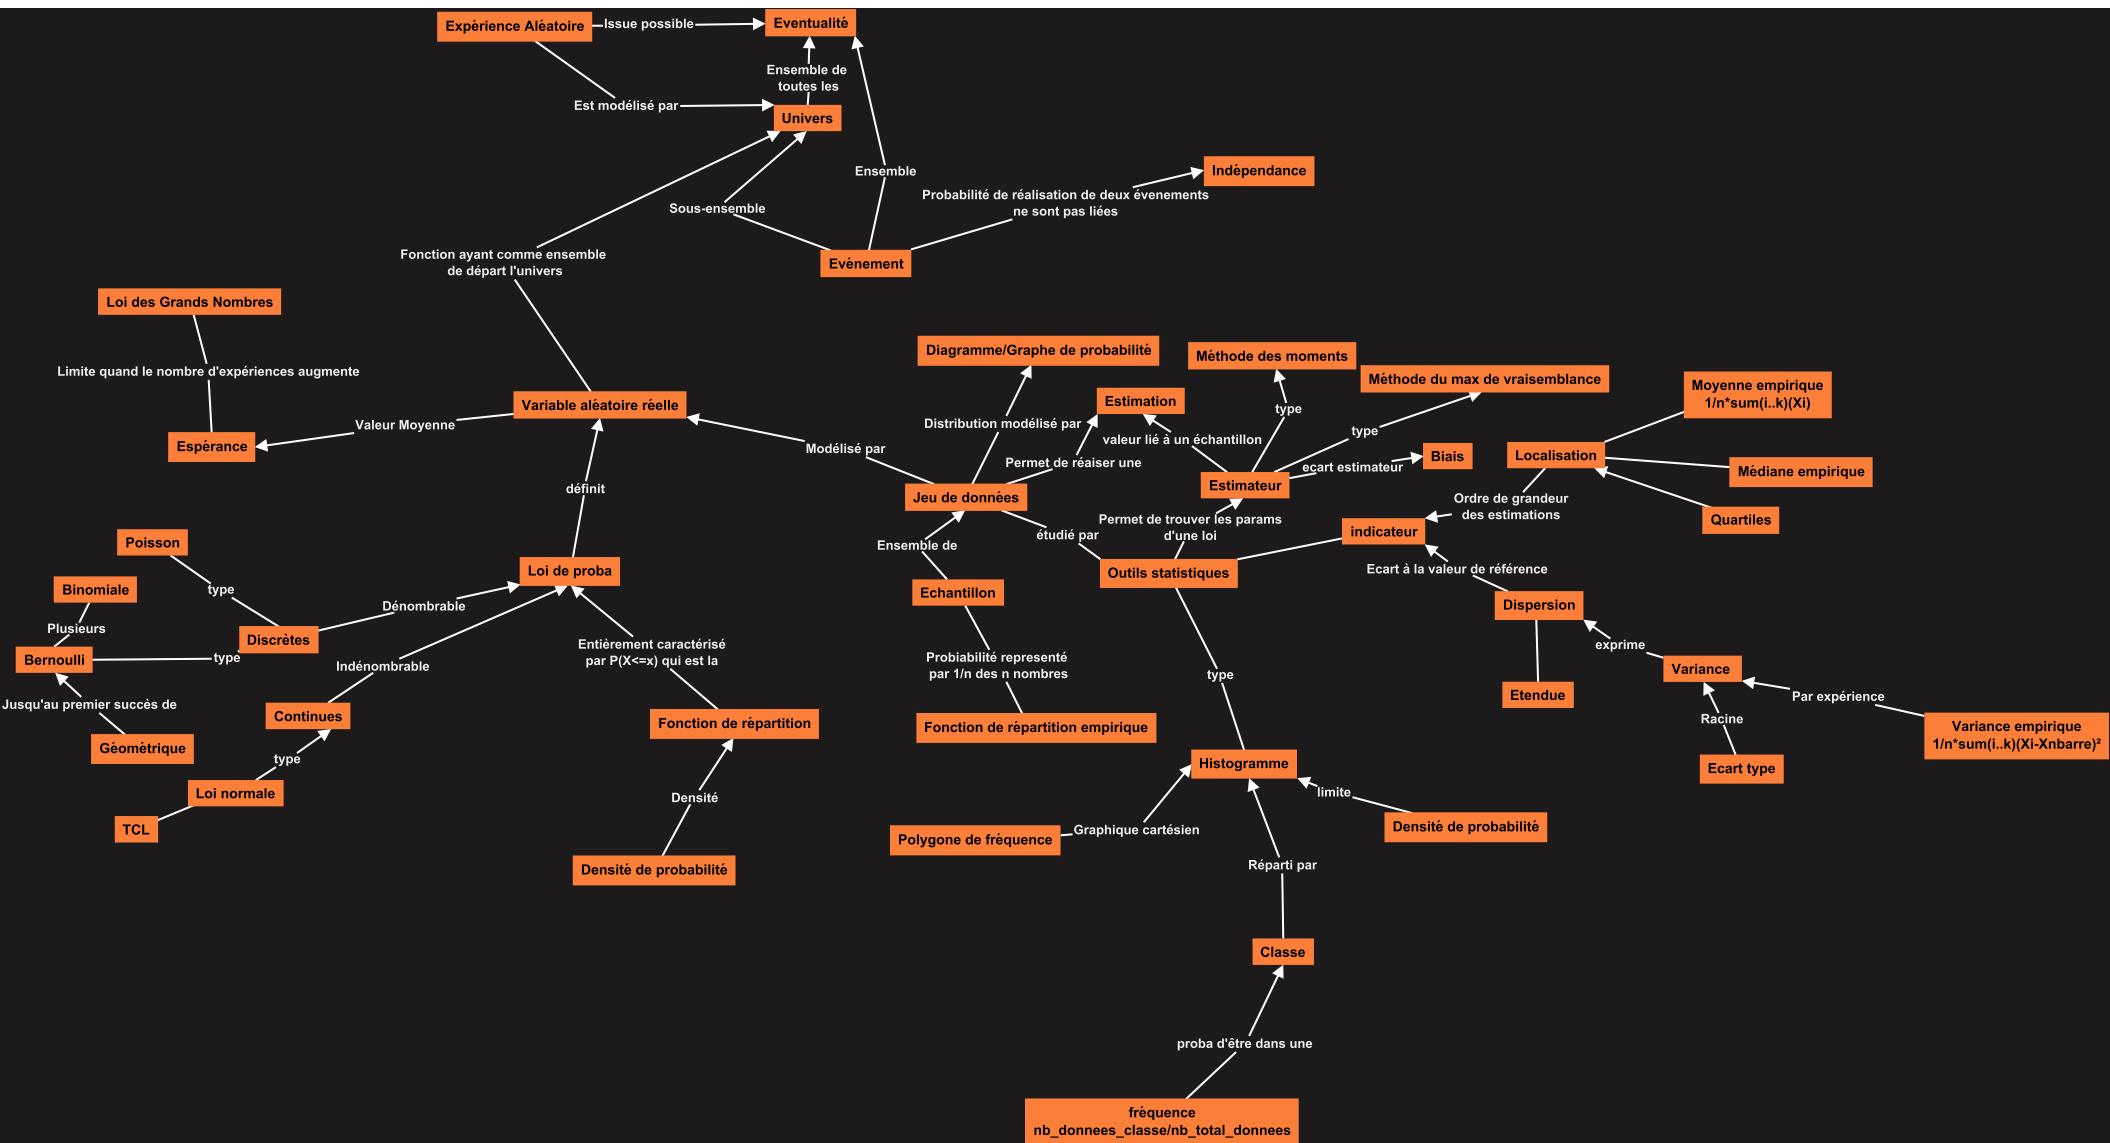 Expérience Aléatoire
Issue possible
Eventualité
Ensemble de
toutes les
Est modélisé par
Univers
Ensemble
Indépendance
Probabilité de réalisation de deux évenements
ne sont pas liées
Sous-ensemble
Evénement
Fonction ayant comme ensemble
de départ l'univers
Loi des Grands Nombres
Limite quand le nombre d'expériences augmente
Diagramme/Graphe de probabilité
Méthode des moments
Méthode du max de vraisemblance
Moyenne empirique
1/n*sum(i..k)(Xi)
Variable aléatoire réelle
Estimation
type
Distribution modélisé par
Valeur Moyenne
Espérance
valeur lié à un échantillon
type
Modélisé par
Permet de réaiser une
ecart estimateur
Biais
Localisation
Médiane empirique
définit
Jeu de données
Estimateur
Ordre de grandeur
des estimations
Quartiles
Permet de trouver les params
d'une loi
étudié par
indicateur
Poisson
Ensemble de
Loi de proba
Outils statistiques
Ecart à la valeur de référence
Binomiale
type
Echantillon
Dénombrable
Dispersion
Plusieurs
Discrètes
Entièrement caractérisé
par P(X<=x) qui est la
exprime
Bernoulli
type
Indénombrable
Probiabilité representé
par 1/n des n nombres
type
Variance
Etendue
Par expérience
Jusqu'au premier succès de
Continues
Fonction de répartition
Fonction de répartition empirique
Racine
Variance empirique
1/n*sum(i..k)(Xi-Xnbarre)²
Géométrique
type
Histogramme
Ecart type
Loi normale
Densité
limite
TCL
Polygone de fréquence
Graphique cartésien
Densité de probabilité
Densité de probabilité
Réparti par
Classe
proba d'être dans une
fréquence
nb_donnees_classe/nb_total_donnees